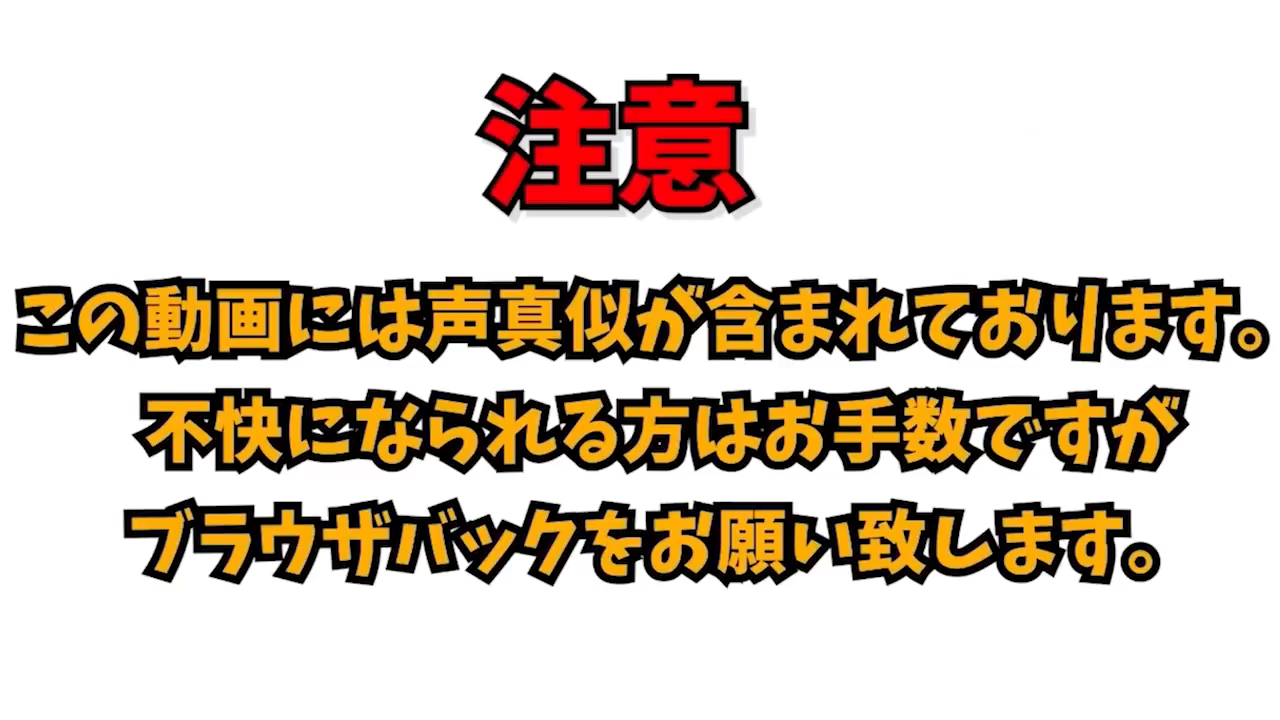 注意
この動画には声真似が含まれております。
不快になられる方はお手数ですが
ブラウザバックをお願い致します。